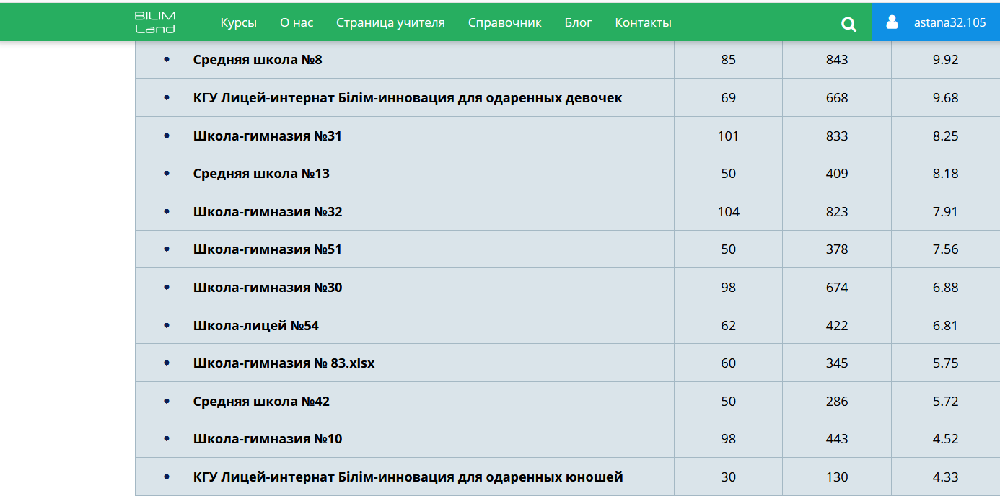 BILIM
Land
Курсы О нас Страница учителя Справочник Блог Контакты astana32.105
• Средняя школа №8 85 843 9.92
• КГУ Лицей-интернат Білім-инновация для одаренных девочек 69 668 9.68
• Школа-гимназия №31 101 833 8.25
• Средняя школа №13 50 409 8.18
• Школа-гимназия №32 104 823 7.91
• Школа-гимназия №51 50 378 7.56
• Школа-гимназия №30 98 674 6.88
• Школа-лицей №54 62 422 6.81
• Школа-гимназия № 83.xlsx 60 345 5.75
• Средняя школа №42 50 286 5.72
• Школа-гимназия №10 98 443 4.52
• КГУ Лицей-интернат Білім-инновация для одаренных юношей 30 130 4.33